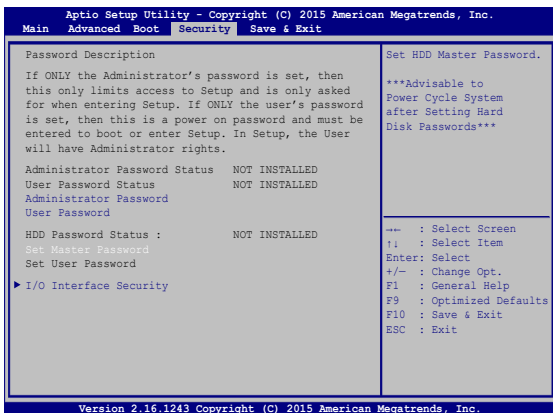 Aptio Setup Utility - Copyright (C) 2015 American Megatrends, Inc.
Main Advanced Boot Security Save & Exit
Password Description
If ONLY the Administrator's password is set, then
this only limits access to Setup and is only asked
for when entering Setup. If ONLY the user's password
is set, then this is a power on password and must be
entered to boot or enter Setup. In Setup, the User
will have Administrator rights.
Administrator Password Status NOT INSTALLED
User Password Status NOT INSTALLED
Administrator Password
User Password
HDD Password Status : NOT INSTALLED
Set Master Password
Set User Password
▶ I/O Interface Security
Set HDD Master Password.
***Advisable to
Power Cycle System
after Setting Hard
Disk Passwords***
→← : Select Screen
↑↓ : Select Item
Enter: Select
+/— : Change Opt.
F1 : General Help
F9 : Optimized Defaults
F10 : Save & Exit
ESC : Exit
Version 2.16.1243 Copyright (C) 2015 American Megatrends, Inc.